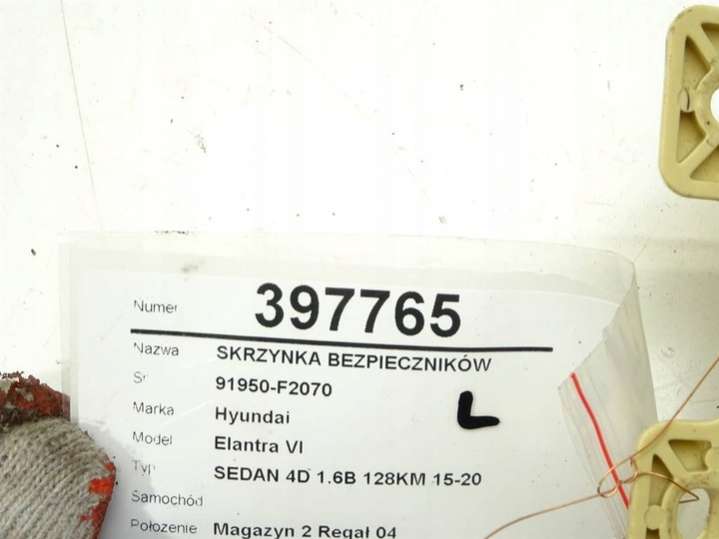 Numer 397765
Nazwa SKRZYNKA BEZPIECZNIKÓW
91950-F2070
Marka Hyundai
L
Model Elantra VI
Typ SEDAN 4D 1.6B 128KM 15-20
Samochód
Położenie Magazyn 2 Regał 04